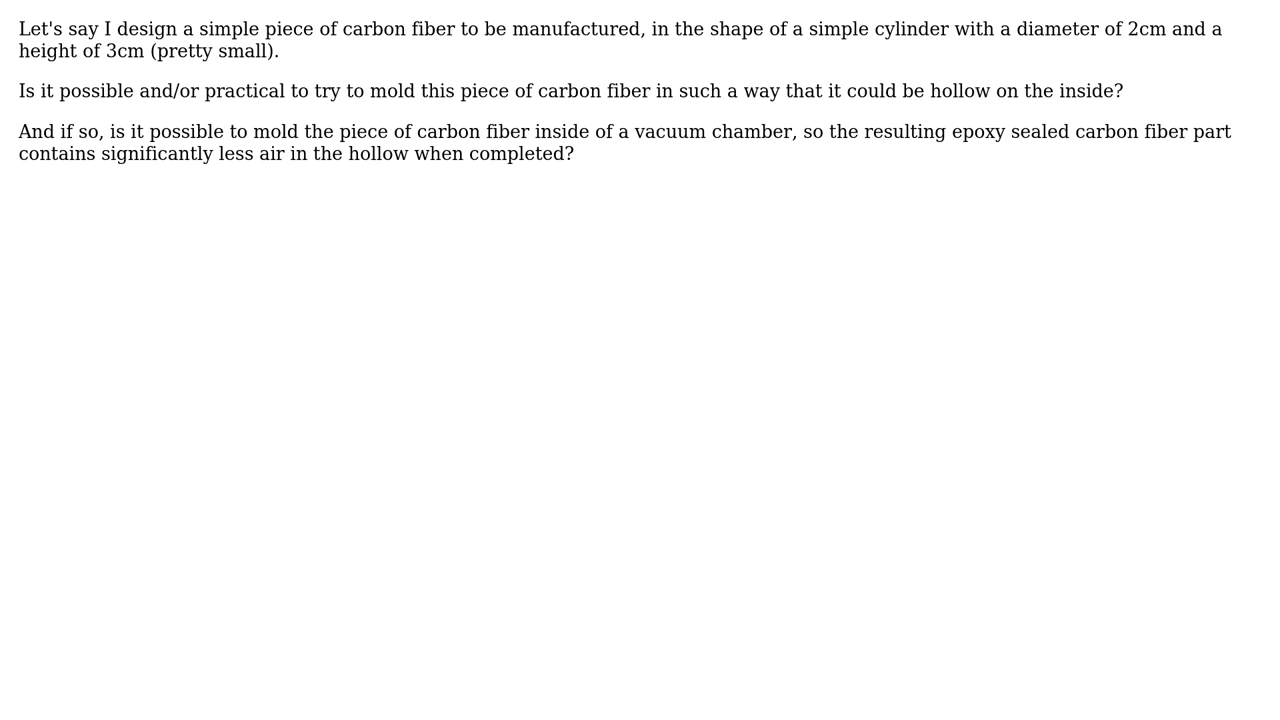 Let's say I design a simple piece of carbon fiber to be manufactured, in the shape of a simple cylinder with a diameter of 2cm and a
height of 3cm (pretty small).
Is it possible and/or practical to try to mold this piece of carbon fiber in such a way that it could be hollow on the inside?
And if so, is it possible to mold the piece of carbon fiber inside of a vacuum chamber, so the resulting epoxy sealed carbon fiber part
contains significantly less air in the hollow when completed?